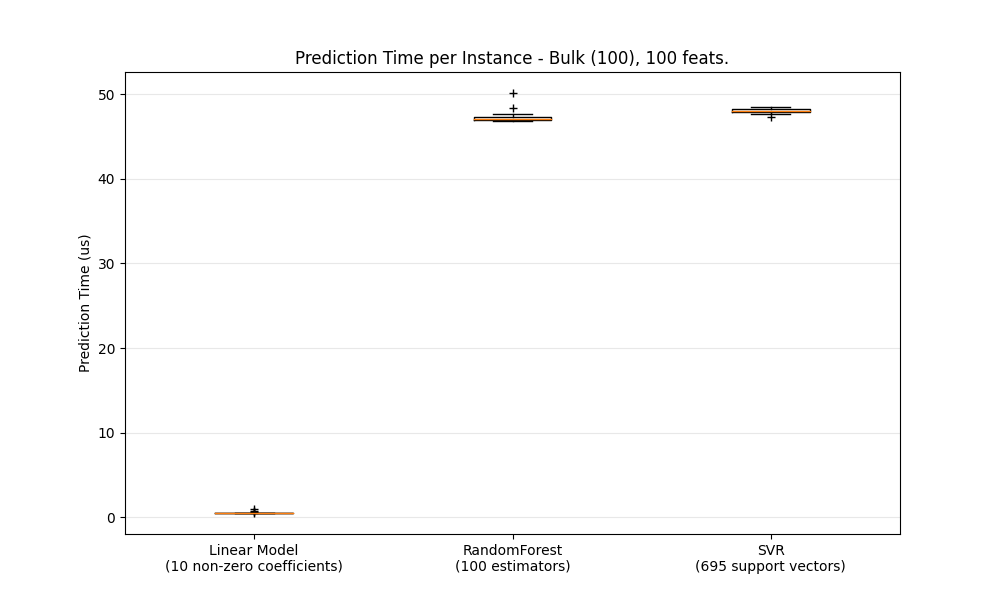 Prediction Time per Instance - Bulk (100), 100 feats.
Prediction Time (us)
50
40
30
20
10
0
Linear Model
(10 non-zero coefficients)
RandomForest
(100 estimators)
SVR
(695 support vectors)